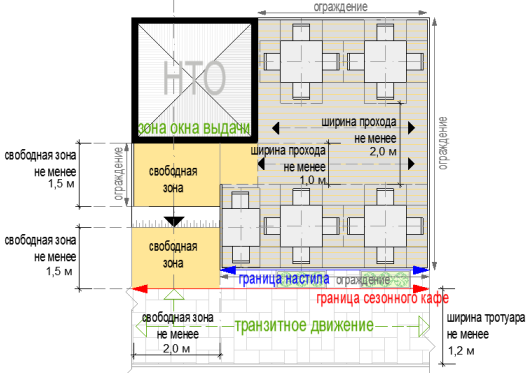 ограждение
НТО
зона окна выдачи
ширина прохода
не менее
2,0 м
ограждение
свободная зона
не менее
1,5 м
ограждение
свободная
зона
ширина прохода
не менее
1,0 м
свободная зона
не менее
1,5 м
свободная
зона
граница настила
ограждение
граница сезонного кафе
свободная зона
не менее
2,0 м
транзитное движение
ширина тротуара
не менее
1,2 м